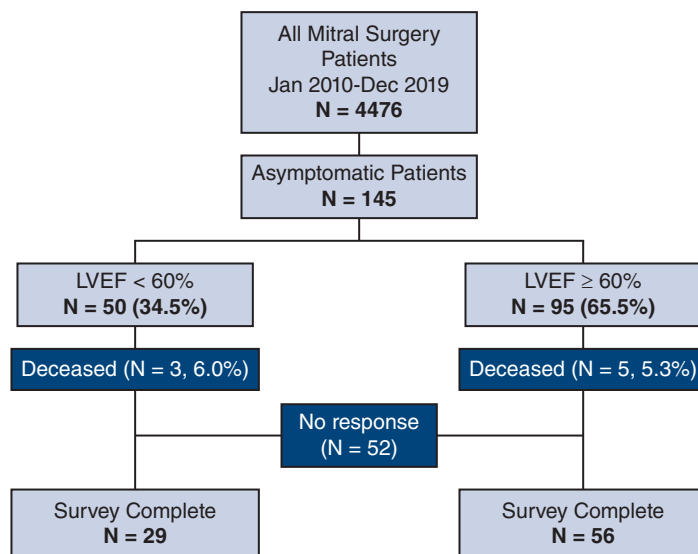 All Mitral Surgery
Patients
Jan 2010-Dec 2019
N = 4476
Asymptomatic Patients
N = 145
LVEF < 60%
N = 50 (34.5%)
LVEF ≥ 60%
N = 95 (65.5%)
Deceased (N = 3, 6.0%)
Deceased (N = 5, 5.3%)
No response
(N = 52)
Survey Complete
N = 29
Survey Complete
N = 56